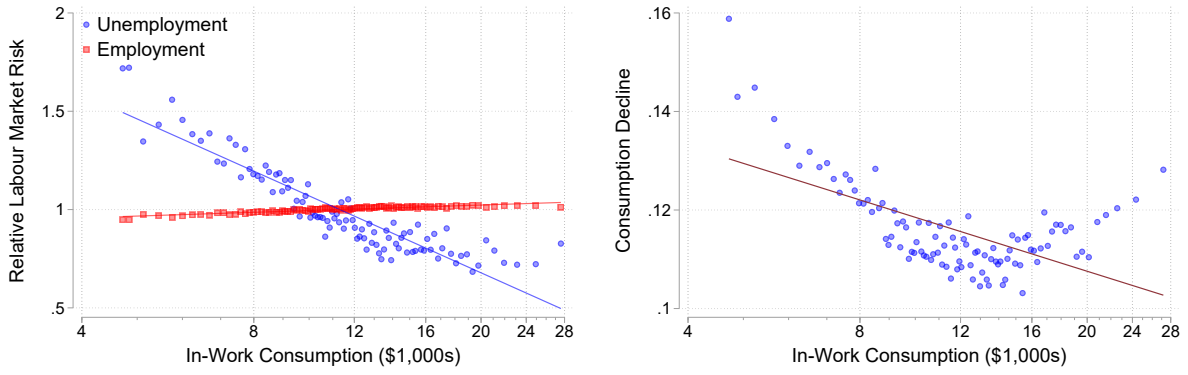 Relative Labour Market Risk
2
1.5
1
.5
Unemployment
Employment
4 8 12 16 20 24 28
In-Work Consumption ($1,000s)
Consumption Decline
.16
.14
.12
.1
4 8 12 16 20 24 28
In-Work Consumption ($1,000s)